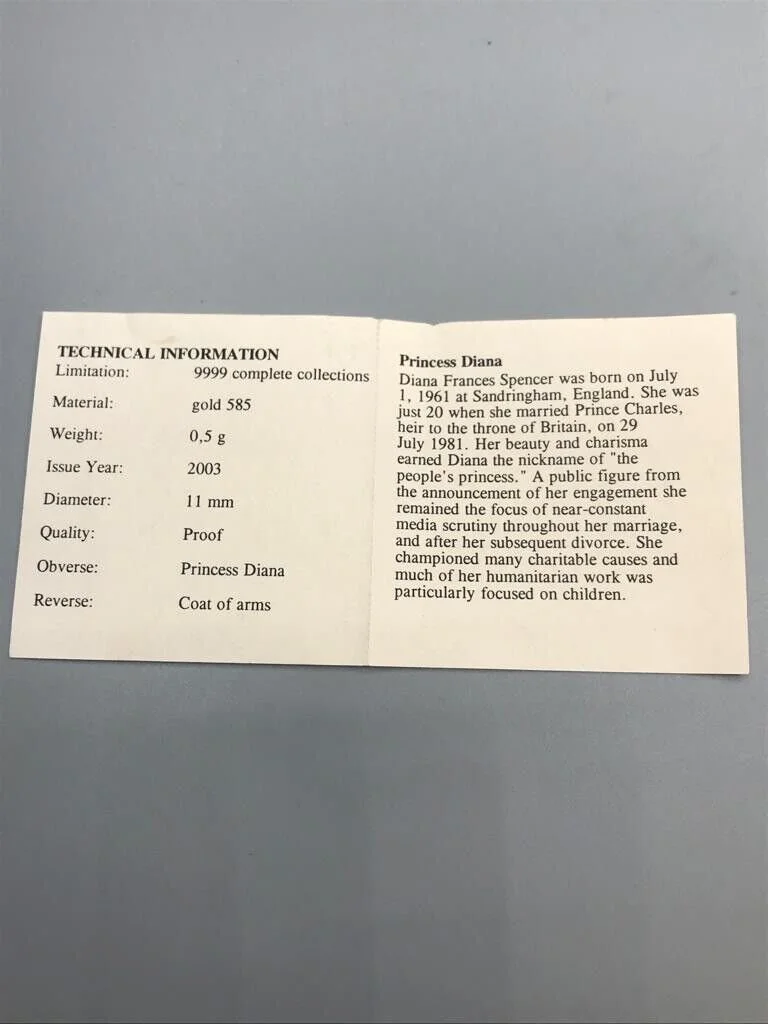 TECHNICAL INFORMATION
Limitation: 9999 complete collections
Material: gold 585
Weight: 0,5 g
Issue Year: 2003
Diameter: 11 mm
Quality: Proof
Obverse: Princess Diana
Reverse: Coat of arms
Princess Diana
Diana Frances Spencer was born on July
1, 1961 at Sandringham, England. She was
just 20 when she married Prince Charles,
heir to the throne of Britain, on 29
July 1981. Her beauty and charisma
earned Diana the nickname of "the
people's princess." A public figure from
the announcement of her engagement she
remained the focus of near-constant
media scrutiny throughout her marriage,
and after her subsequent divorce. She
championed many charitable causes and
much of her humanitarian work was
particularly focused on children.